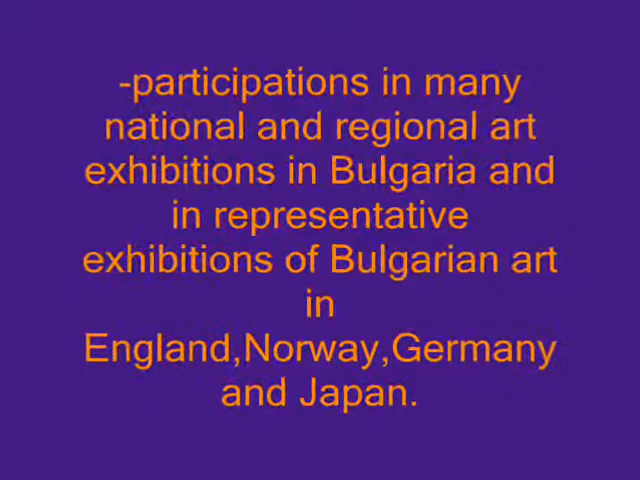 -participations in many
national and regional art
exhibitions in Bulgaria and
in representative
exhibitions of Bulgarian art
in
England,Norway,Germany
and Japan.